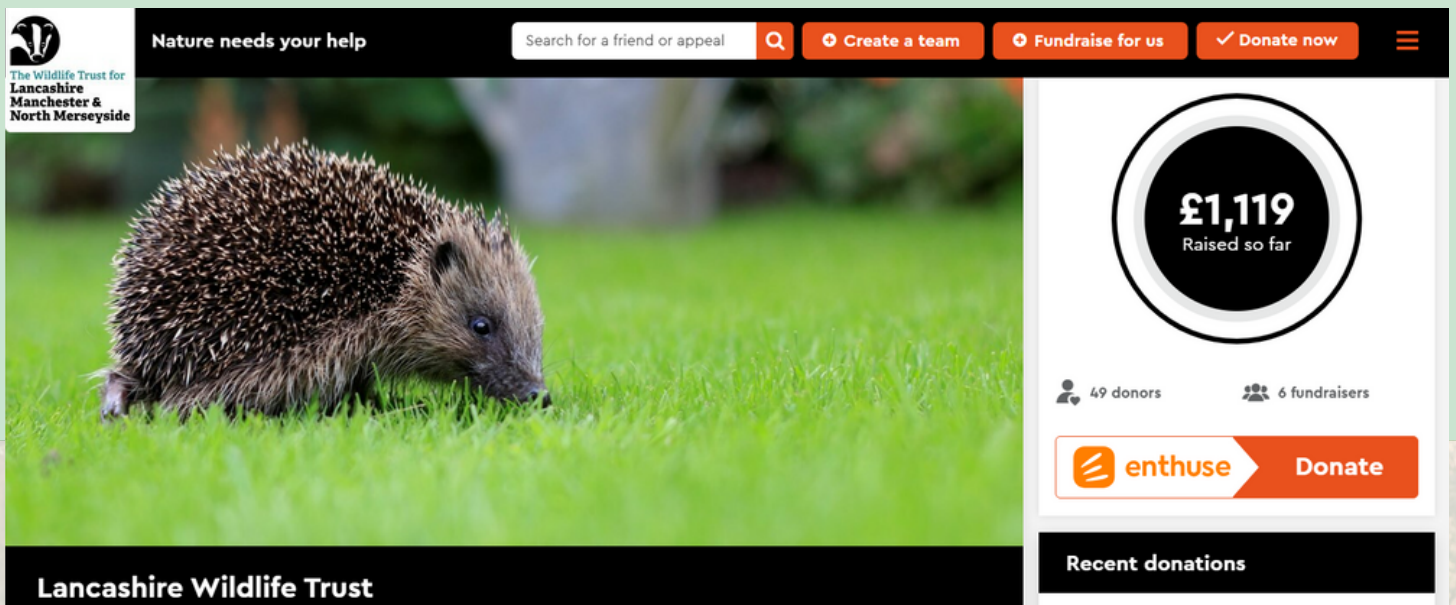 The Wildlife Trust for
Lancashire
Manchester &
North Merseyside
Nature needs your help
Search for a friend or appeal
Create a team
Fundraise for us
Donate now
£1,119
Raised so far
49 donors
6 fundraisers
enthuse
Donate
Lancashire Wildlife Trust
Recent donations